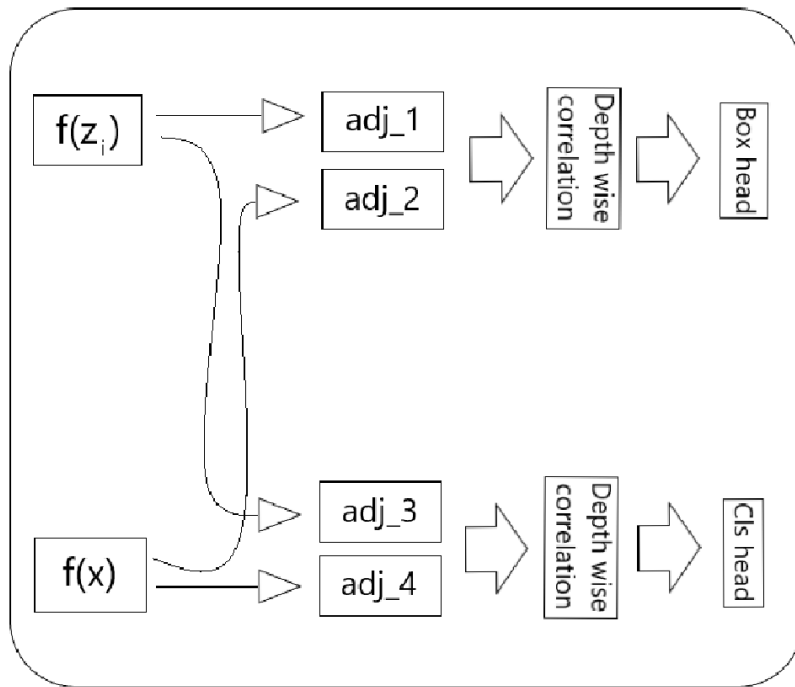 f(z_i)
adj_1
adj_2
Depth wise
correlation
Box head
f(x)
adj_3
adj_4
Depth wise
correlation
Cls head